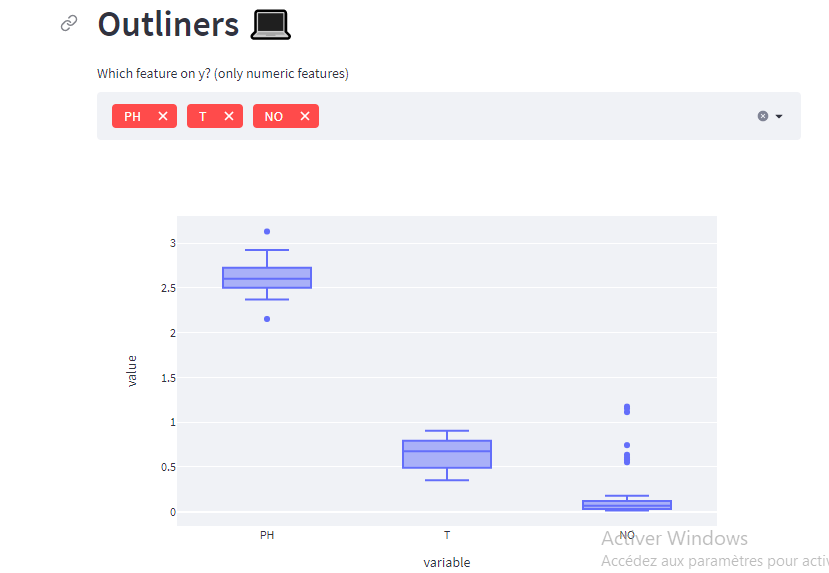 Outliners
Which feature on y? (only numeric features)
PH
T
NO
3
2.5
2
1.5
1
0.5
0
value
PH
T
NO
variable
Activer Windows
Accédez aux paramètres pour